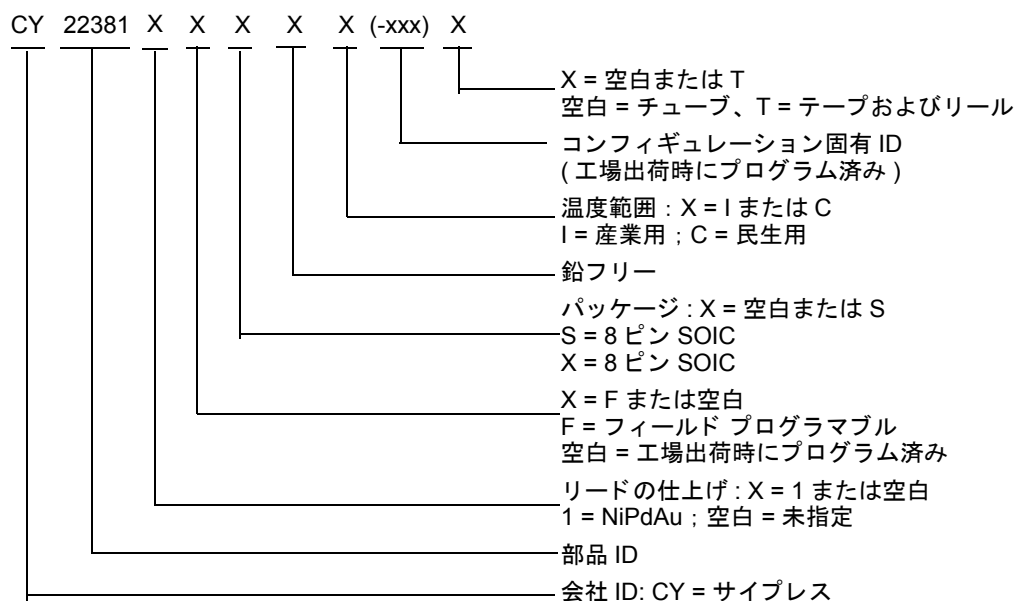 CY 22381 X X X X X (-xxx) X
X = 空白または T
空白 = チューブ、T = テープおよびリール
コンフィギュレーション固有 ID
( 工場出荷時にプログラム済み )
温度範囲 : X = I または C
I = 産業用 ; C = 民生用
鉛フリー
パッケージ : X = 空白または S
S = 8 ピン SOIC
X = 8 ピン SOIC
X = F または空白
F = フィールド プログラマブル
空白 = 工場出荷時にプログラム済み
リードの仕上げ : X = 1 または空白
1 = NiPdAu ; 空白 = 未指定
部品 ID
会社 ID: CY = サイプレス